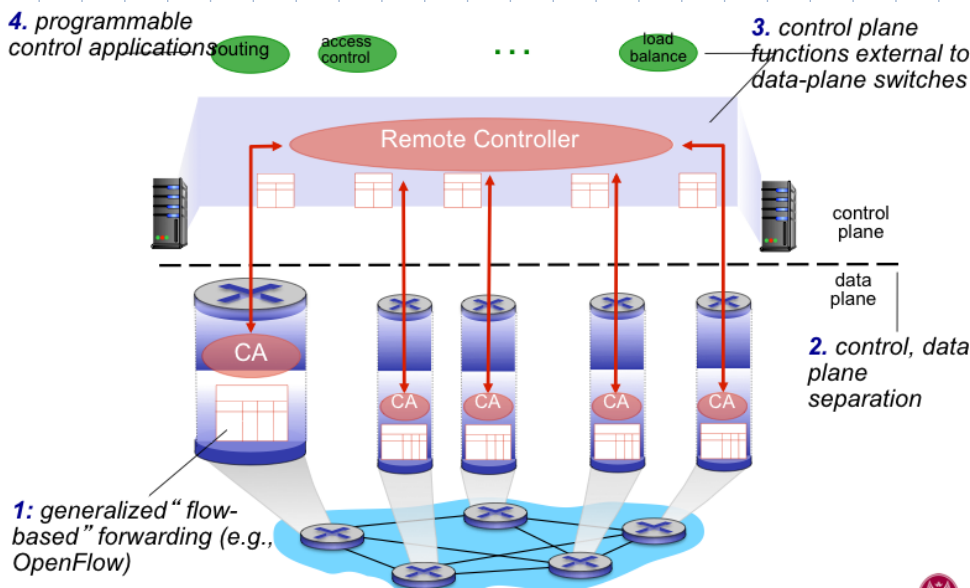 4. programmable
control applications
routing
access
control
...
load
balance
3. control plane
functions external to
data-plane switches
Remote Controller
control
plane
data
plane
CA
CA
CA
CA
CA
2. control, data
plane
separation
1: generalized“ flow-
based” forwarding (e.g.,
OpenFlow)